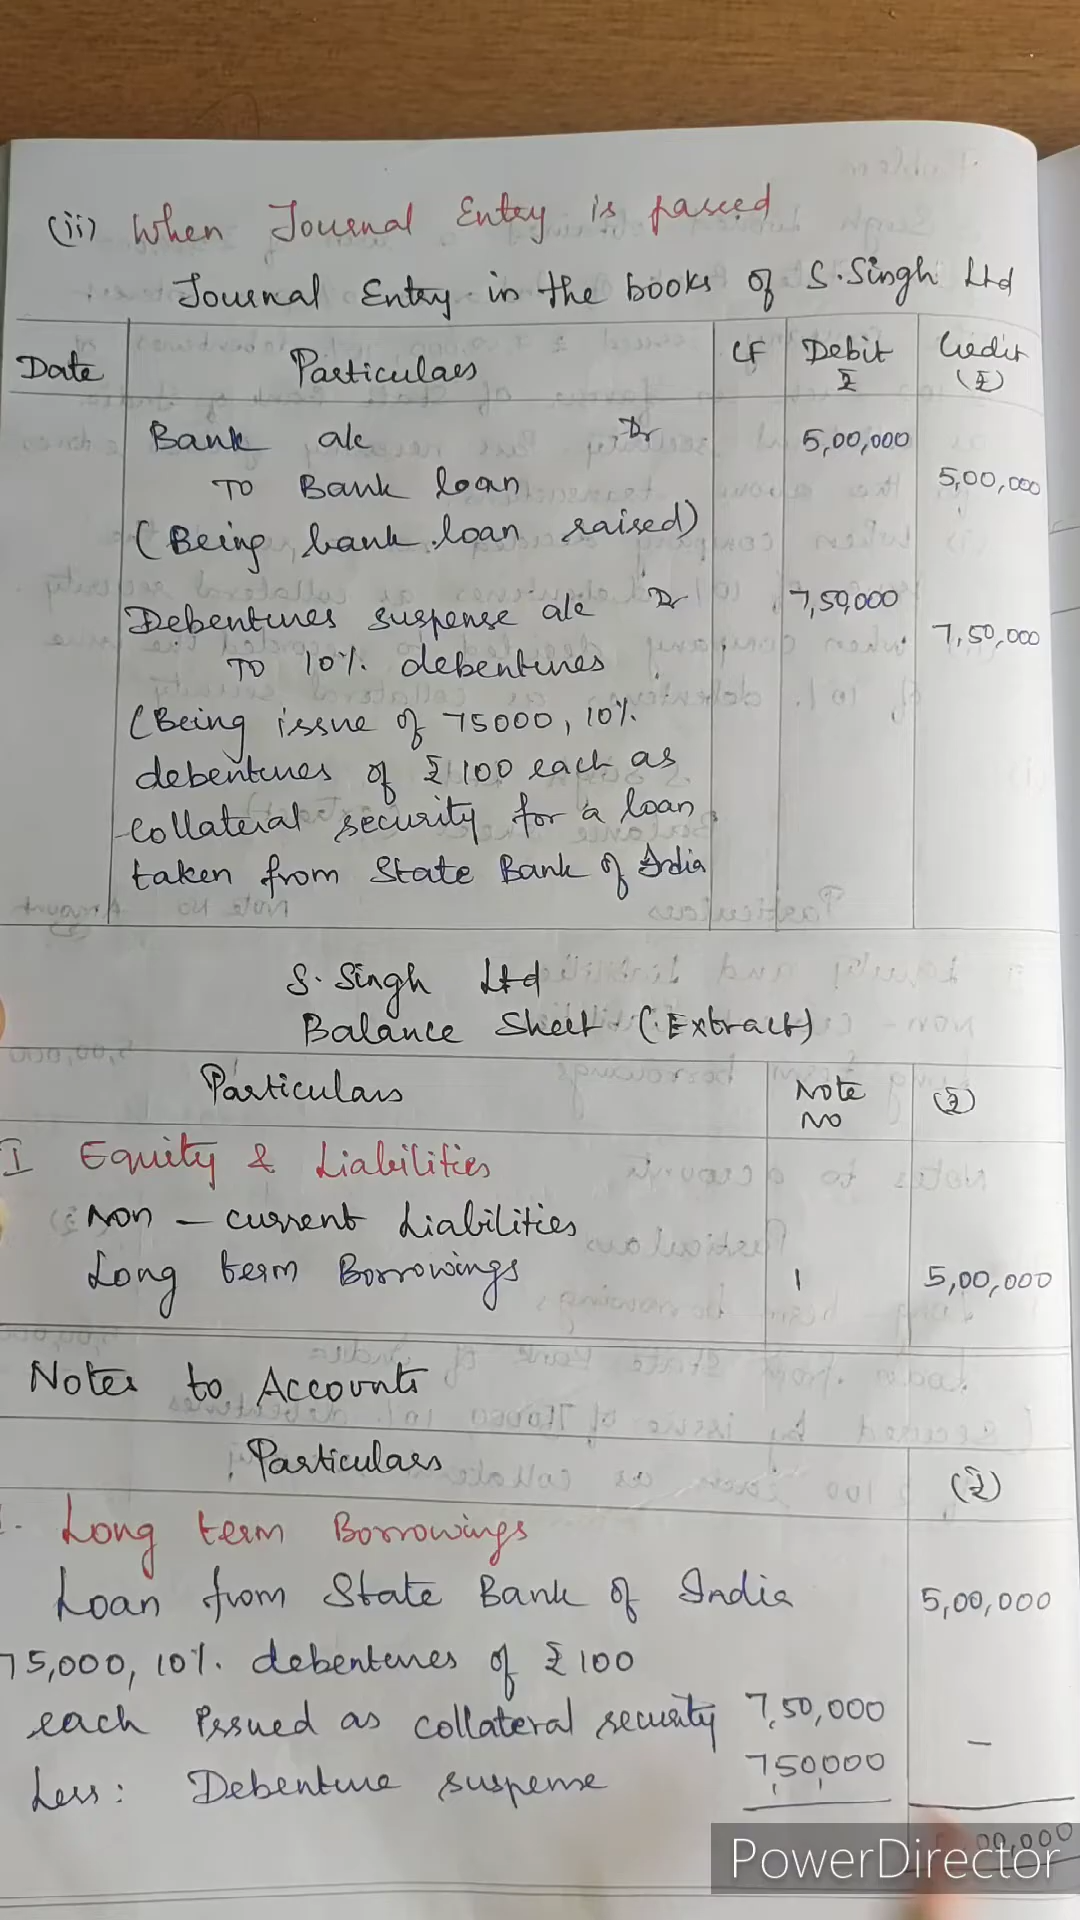 (ii) When Journal Entry is passed
Journal Entry in the books of S.Singh Ltd
Date Particulars LF Debit ₹ Credit (₹)
Bank a/c Dr 5,00,000
To Bank loan 5,00,000
(Being bank loan raised)
Debentures suspense a/c Dr 7,50,000
To 10% debentures 7,50,000
(Being issue of 75000, 10%
debentures of ₹100 each as
collateral security for a loan
taken from State Bank of India
S. Singh Ltd
Balance Sheet (Extract)
Particulars Note No (₹)
I Equity & Liabilities
Non - current Liabilities
Long term Borrowings 1 5,00,000
Notes to Accounts
Particulars (₹)
1. Long term Borrowings
Loan from State Bank of India 5,00,000
75,000, 10% debentures of ₹100
each issued as collateral security 7,50,000
Less: Debenture suspense 7,50,000 -
00,000
PowerDirector